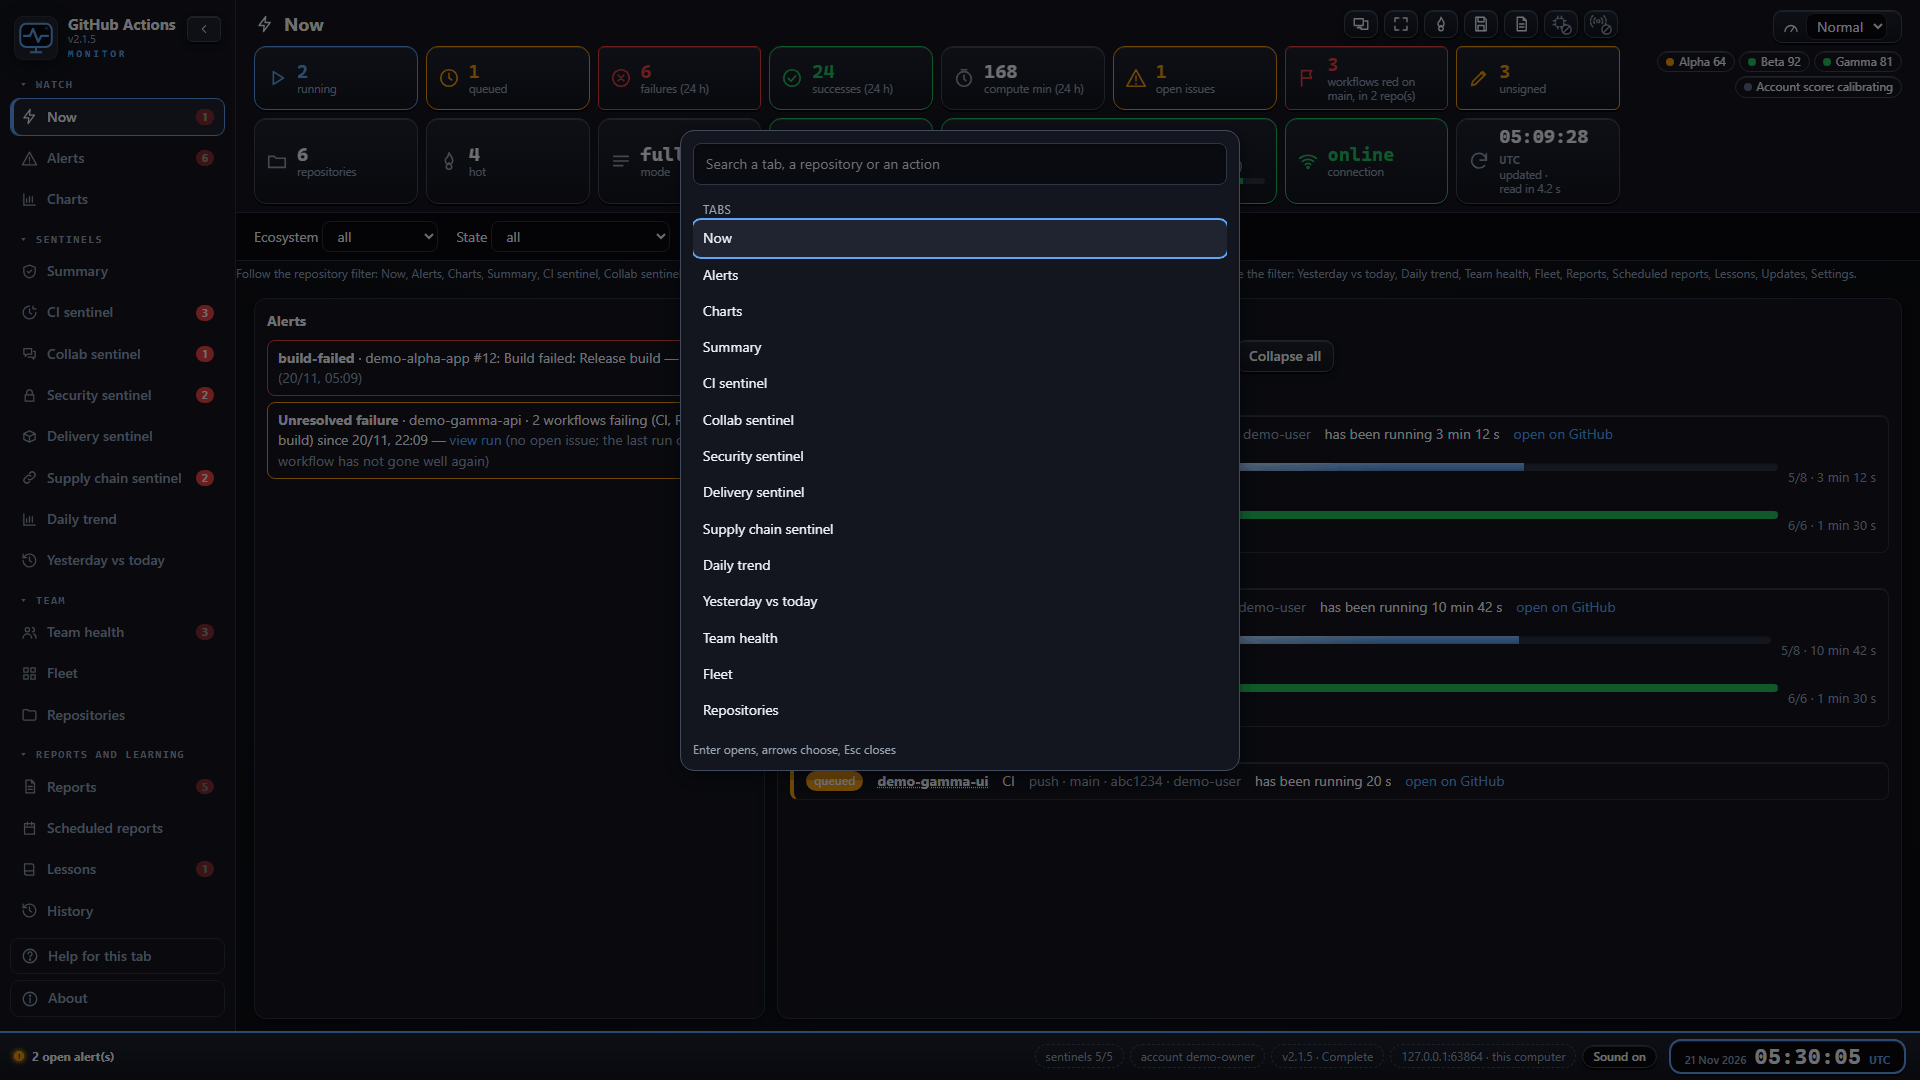 GitHub Actions
v2.1.5
MONITOR
WATCH
Now 1
Alerts 6
Charts
SENTINELS
Summary
CI sentinel 3
Collab sentinel 1
Security sentinel 2
Delivery sentinel
Supply chain sentinel 2
Daily trend
Yesterday vs today
TEAM
Team health 3
Fleet
Repositories
REPORTS AND LEARNING
Reports 5
Scheduled reports
Lessons 1
History
Help for this tab
About
Now
Normal
2
running
1
queued
6
failures (24 h)
24
successes (24 h)
168
compute min (24 h)
1
open issues
3
workflows red on
main, in 2 repo(s)
3
unsigned
Alpha 64
Beta 92
Gamma 81
Account score: calibrating
6
repositories
4
hot
full
mode
online
connection
05:09:28
UTC
updated ·
read in 4.2 s
Ecosystem all
State all
Follow the repository filter: Now, Alerts, Charts, Summary, CI sentinel, Collab sentine
e the filter: Yesterday vs today, Daily trend, Team health, Fleet, Reports, Scheduled reports, Lessons, Updates, Settings.
Alerts
build-failed · demo-alpha-app #12: Build failed: Release build —
(20/11, 05:09)
Unresolved failure · demo-gamma-api · 2 workflows failing (CI,
build) since 20/11, 22:09 — view run (no open issue; the last run
workflow has not gone well again)
Search a tab, a repository or an action
TABS
Now
Alerts
Charts
Summary
CI sentinel
Collab sentinel
Security sentinel
Delivery sentinel
Supply chain sentinel
Daily trend
Yesterday vs today
Team health
Fleet
Repositories
Enter opens, arrows choose, Esc closes
Collapse all
demo-user has been running 3 min 12 s open on GitHub
5/8 · 3 min 12 s
6/6 · 1 min 30 s
demo-user has been running 10 min 42 s open on GitHub
5/8 · 10 min 42 s
6/6 · 1 min 30 s
queued demo-gamma-ui CI push · main · abc1234 · demo-user has been running 20 s open on GitHub
2 open alert(s)
sentinels 5/5
account demo-owner
v2.1.5 · Complete
127.0.0.1:63864 · this computer
Sound on
21 Nov 2026 05:30:05 UTC